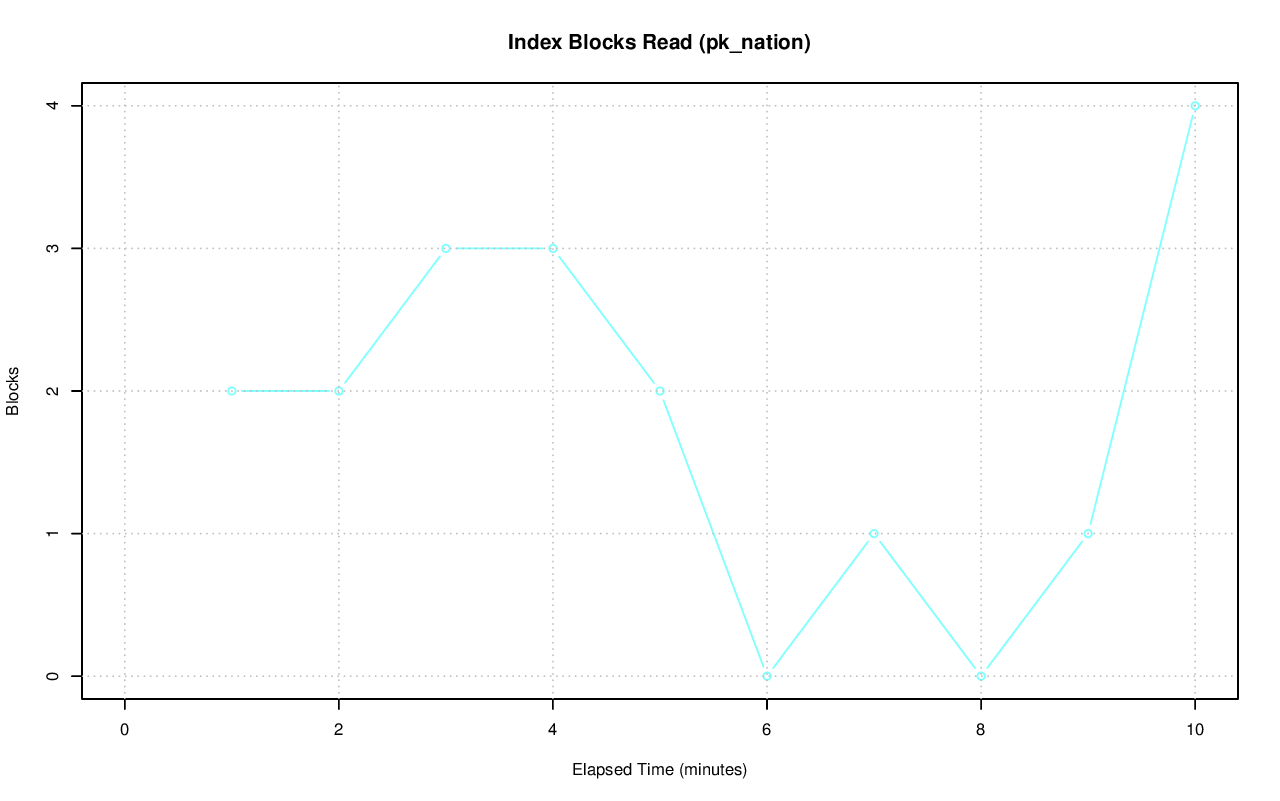 Index Blocks Read (pk_nation)
4
3
2
1
0
Blocks
0 2 4 6 8 10
Elapsed Time (minutes)